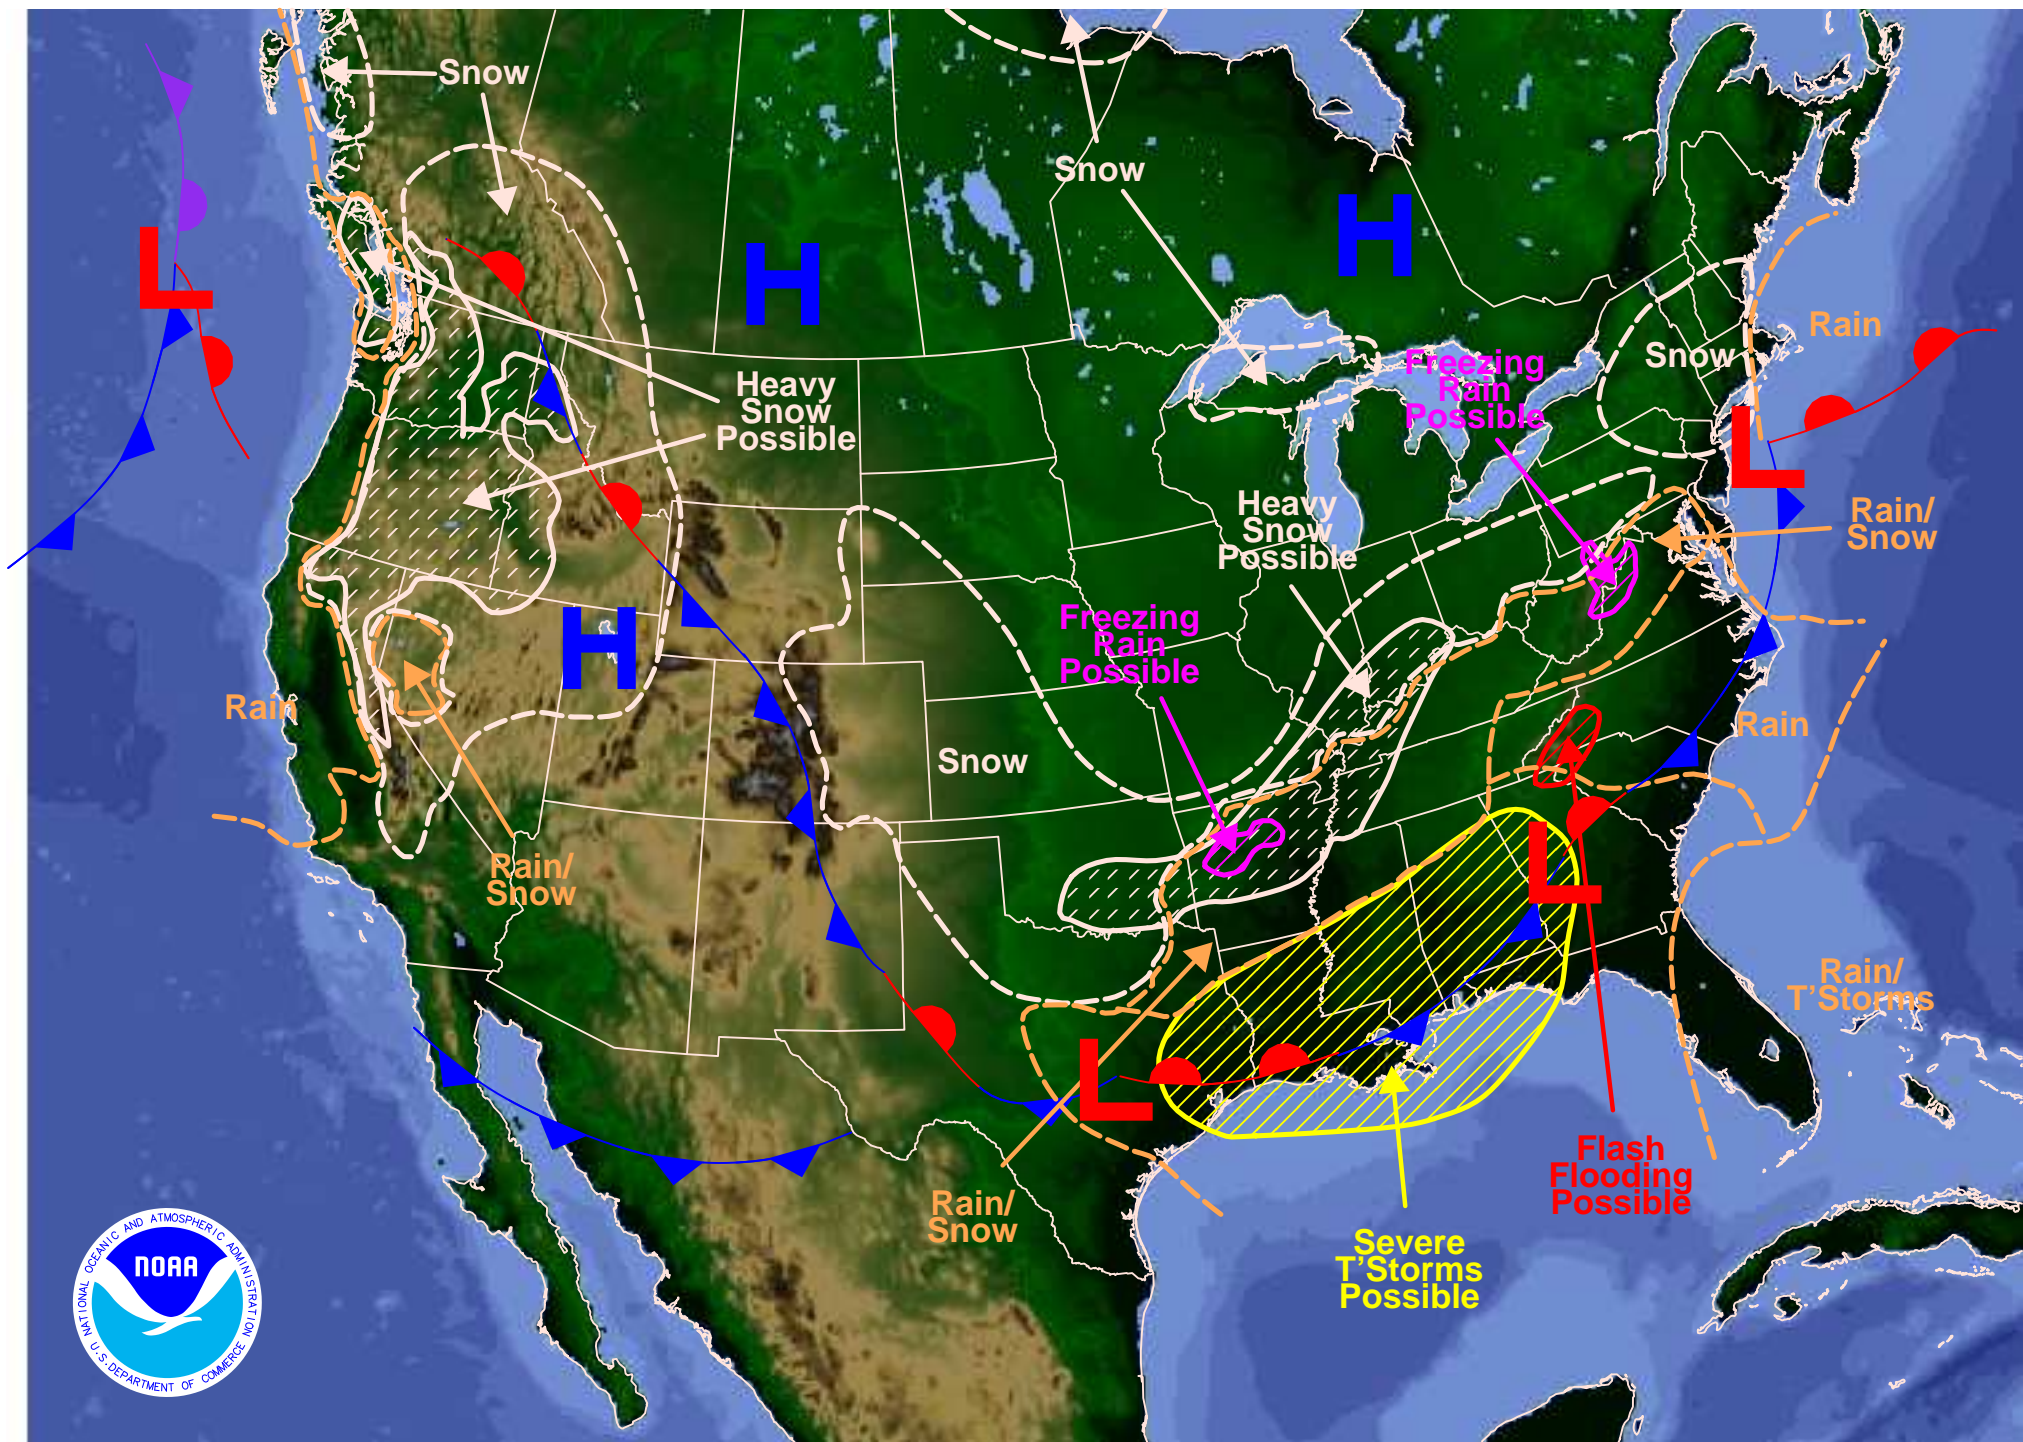 Snow
Snow
H
H
L
Rain
Snow
Freezing
Rain
Possible
Heavy
Snow
Possible
L
Heavy
Snow
Possible
Rain/
Snow
Freezing
Rain
Possible
H
Rain
Rain
Snow
Rain/
Snow
L
Rain/
T'Storms
L
Rain/
Snow
Flash
Flooding
Possible
Severe
T'Storms
Possible
NATIONAL OCEANIC AND ATMOSPHERIC ADMINISTRATION
NOAA
U.S. DEPARTMENT OF COMMERCE